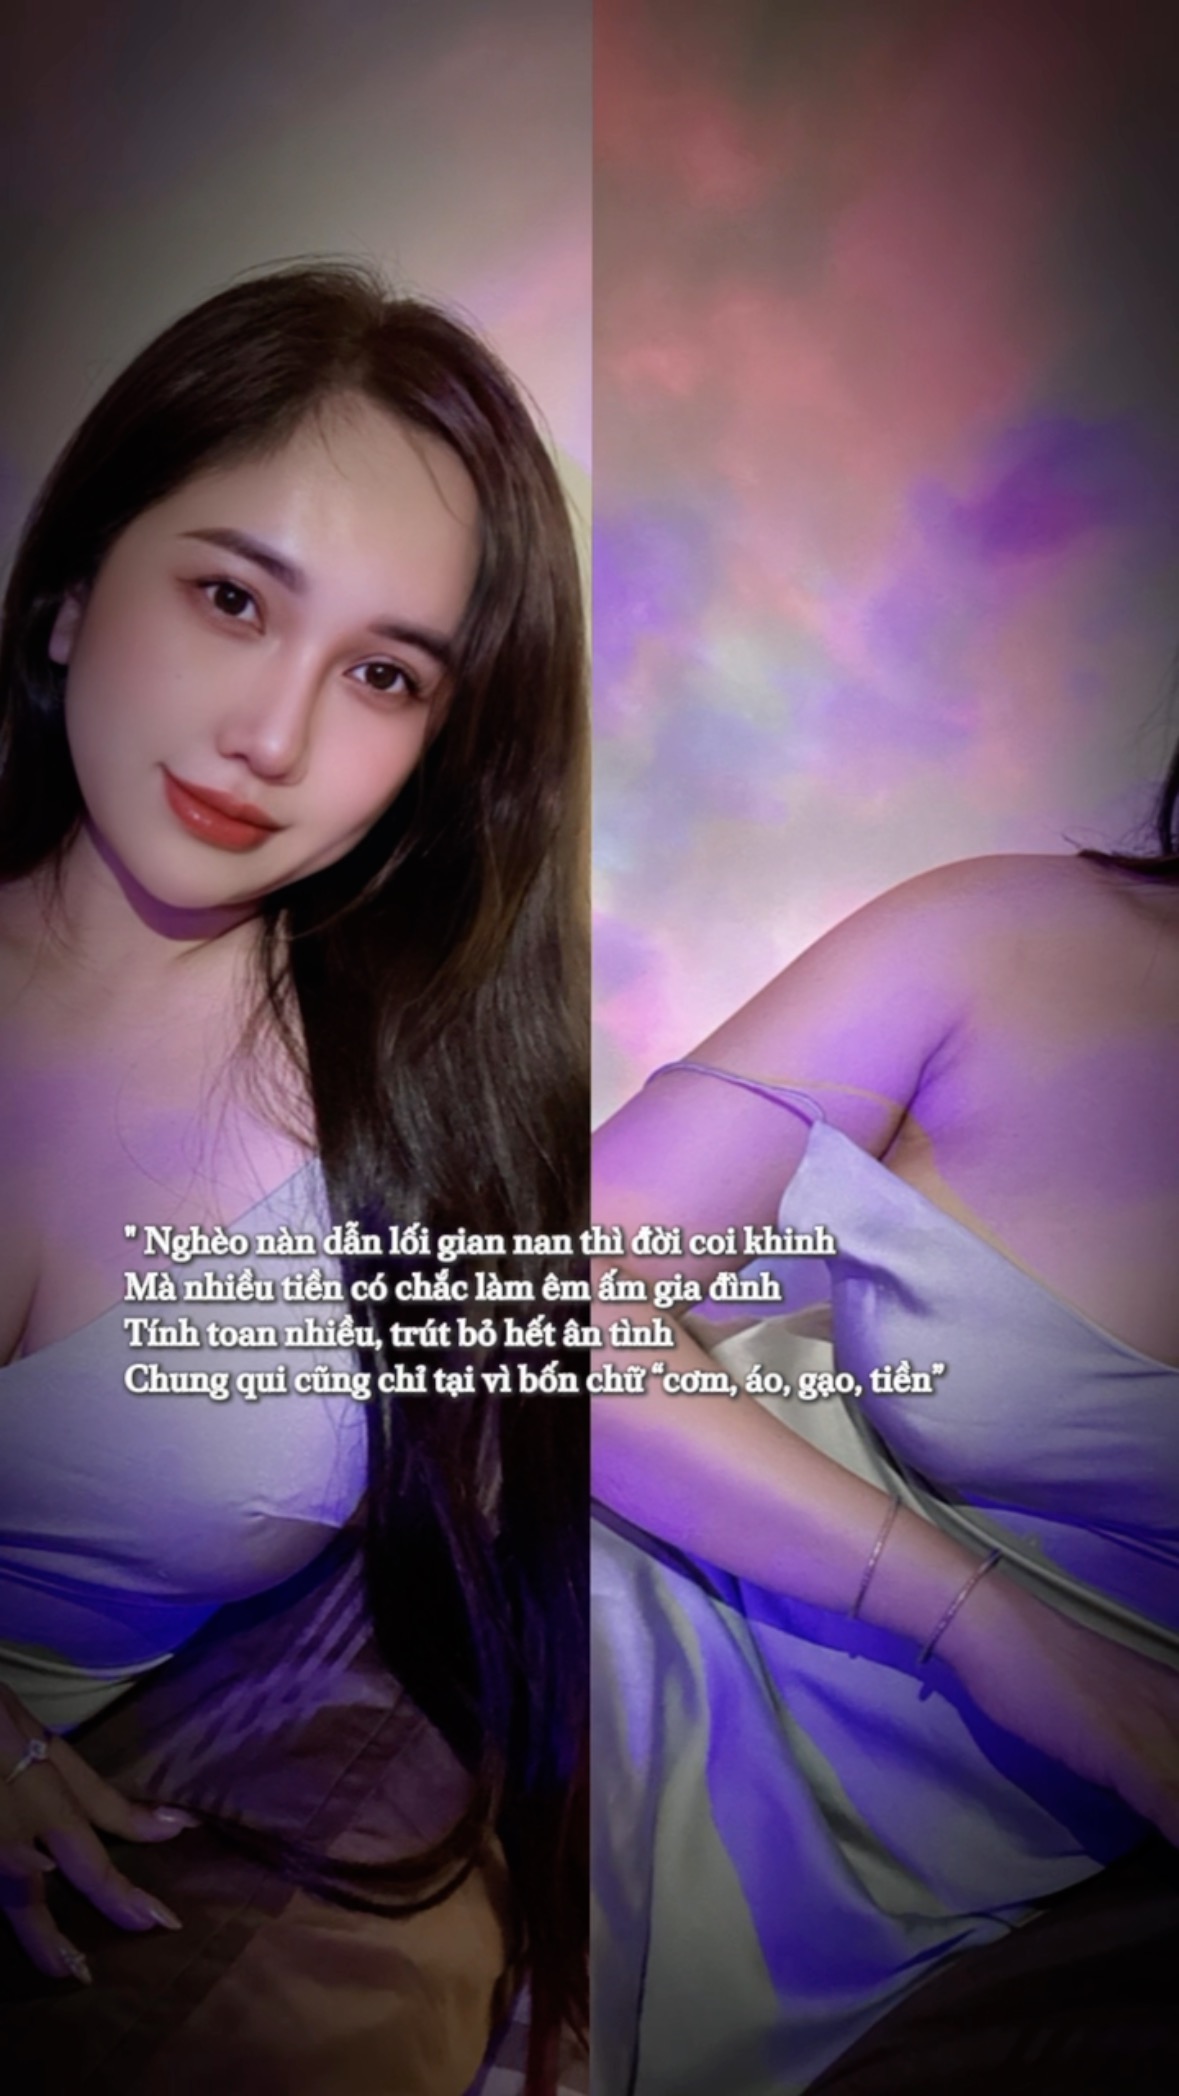 " Nghèo nàn dẫn lối gian nan thì đời coi khinh
Mà nhiều tiền có chắc làm êm ấm gia đình
Tính toan nhiều, trút bỏ hết ân tình
Chung qui cũng chỉ tại vì bốn chữ “cơm, áo, gạo, tiền”